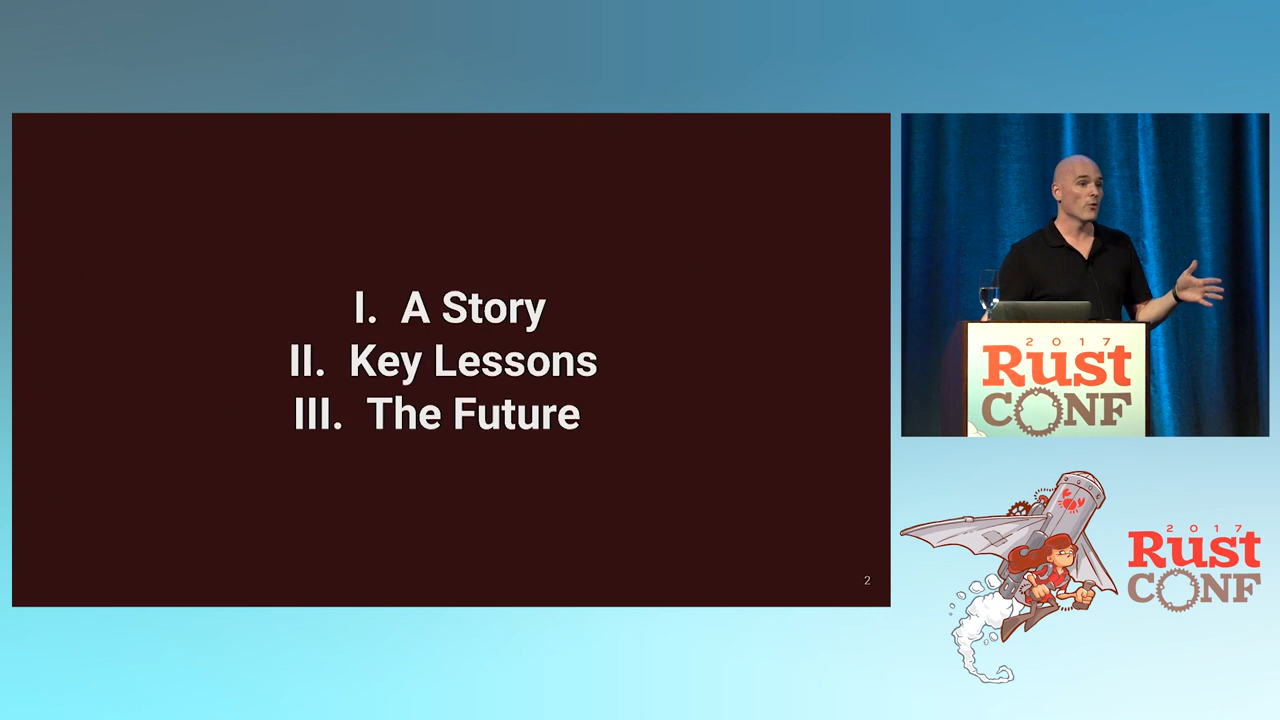 I. A Story
II. Key Lessons
III. The Future
2
2017
Rust
CONF
2017
Rust
CONF